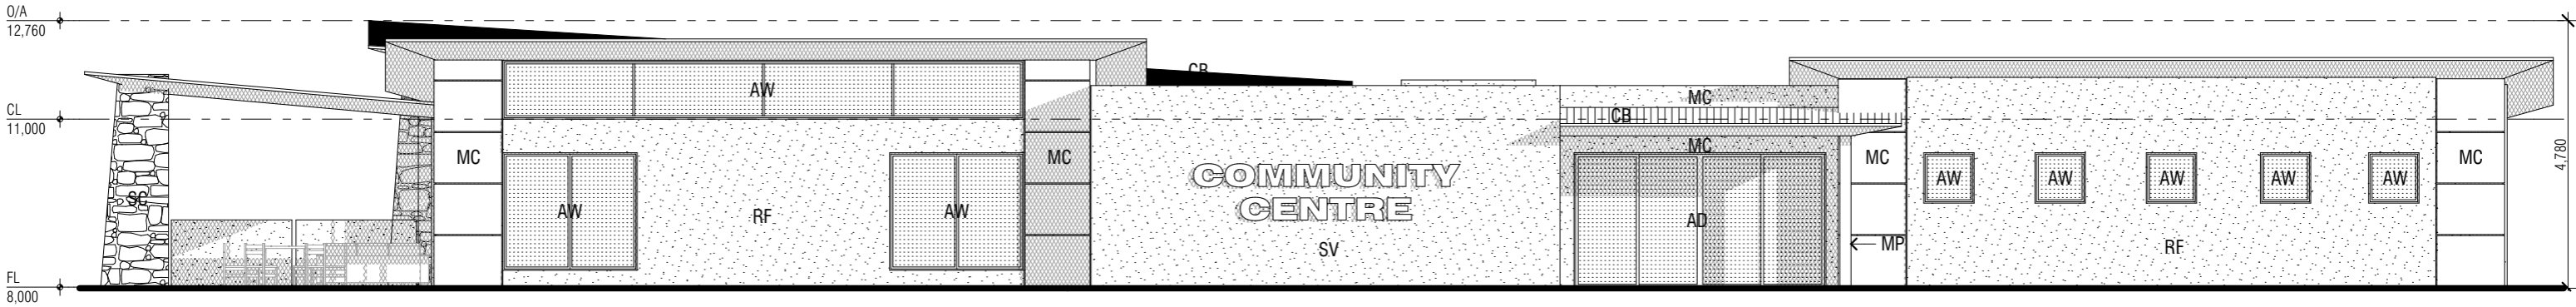 O/A
12,760
CL
11,000
FL
8,000
SC
MC
AW
AW
RF
AW
MC
CB
COMMUNITY
CENTRE
SV
MC
CB
MC
AD
MC
MP
AW
AW
AW
AW
AW
RF
MC
4,780